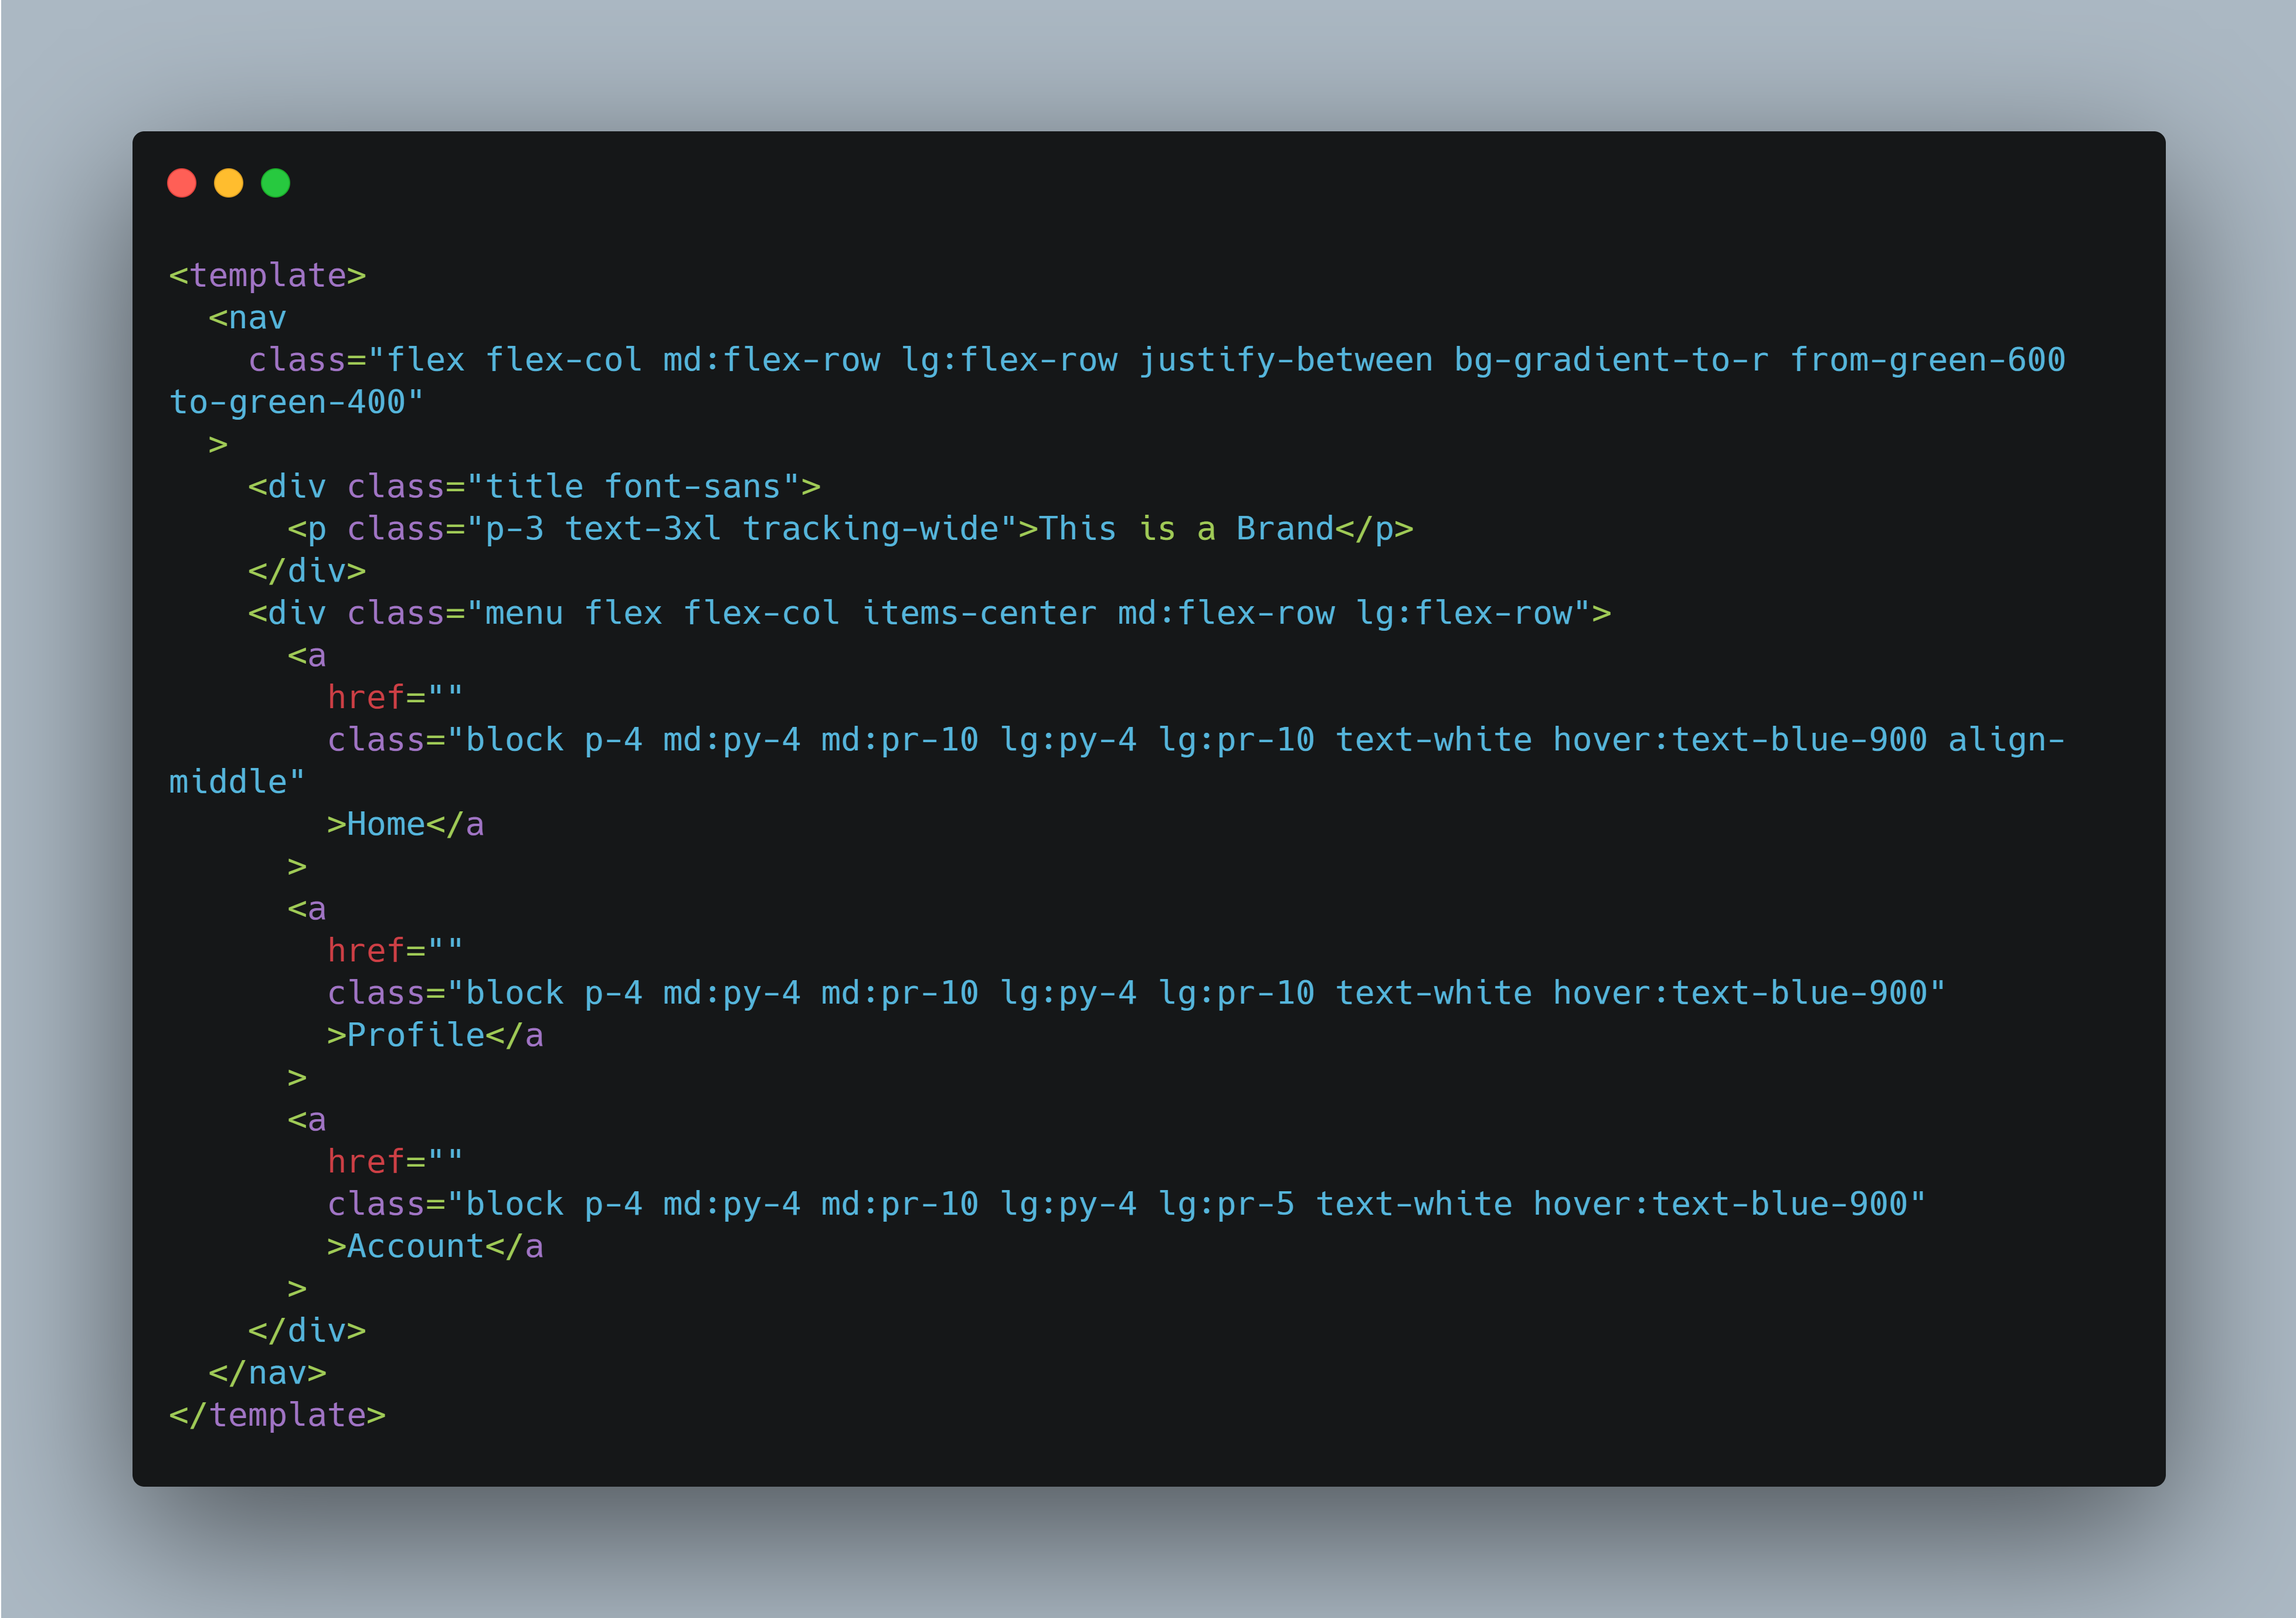 <template>
  <nav
    class="flex flex-col md:flex-row lg:flex-row justify-between bg-gradient-to-r from-green-600
to-green-400"
  >
    <div class="title font-sans">
      <p class="p-3 text-3xl tracking-wide">This is a Brand</p>
    </div>
    <div class="menu flex flex-col items-center md:flex-row lg:flex-row">
      <a
        href=""
        class="block p-4 md:py-4 md:pr-10 lg:py-4 lg:pr-10 text-white hover:text-blue-900 align-
middle"
        >Home</a
      >
      <a
        href=""
        class="block p-4 md:py-4 md:pr-10 lg:py-4 lg:pr-10 text-white hover:text-blue-900"
        >Profile</a
      >
      <a
        href=""
        class="block p-4 md:py-4 md:pr-10 lg:py-4 lg:pr-5 text-white hover:text-blue-900"
        >Account</a
      >
    </div>
  </nav>
</template>